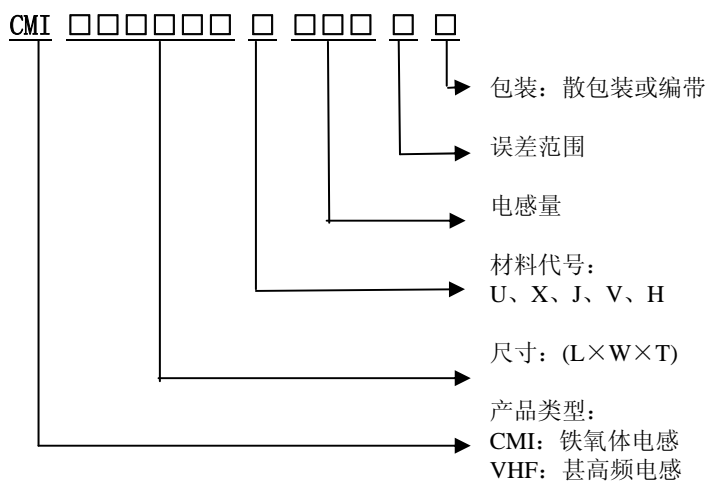 CMI □□□□□□ □ □□□ □ □
包装：散包装或编带
误差范围
电感量
材料代号：
U、X、J、V、H
尺寸：(L×W×T)
产品类型：
CMI：铁氧体电感
VHF：甚高频电感